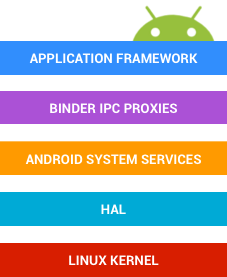 APPLICATION FRAMEWORK
BINDER IPC PROXIES
ANDROID SYSTEM SERVICES
HAL
LINUX KERNEL